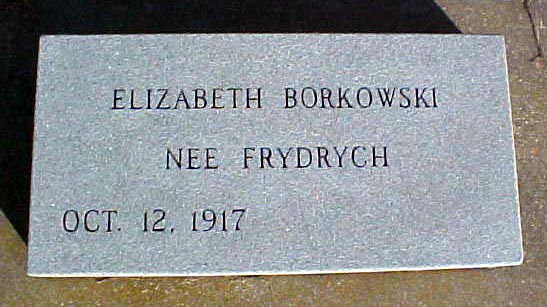 ELIZABETH BORKOWSKI
NEE FRYDRYCH
OCT. 12, 1917